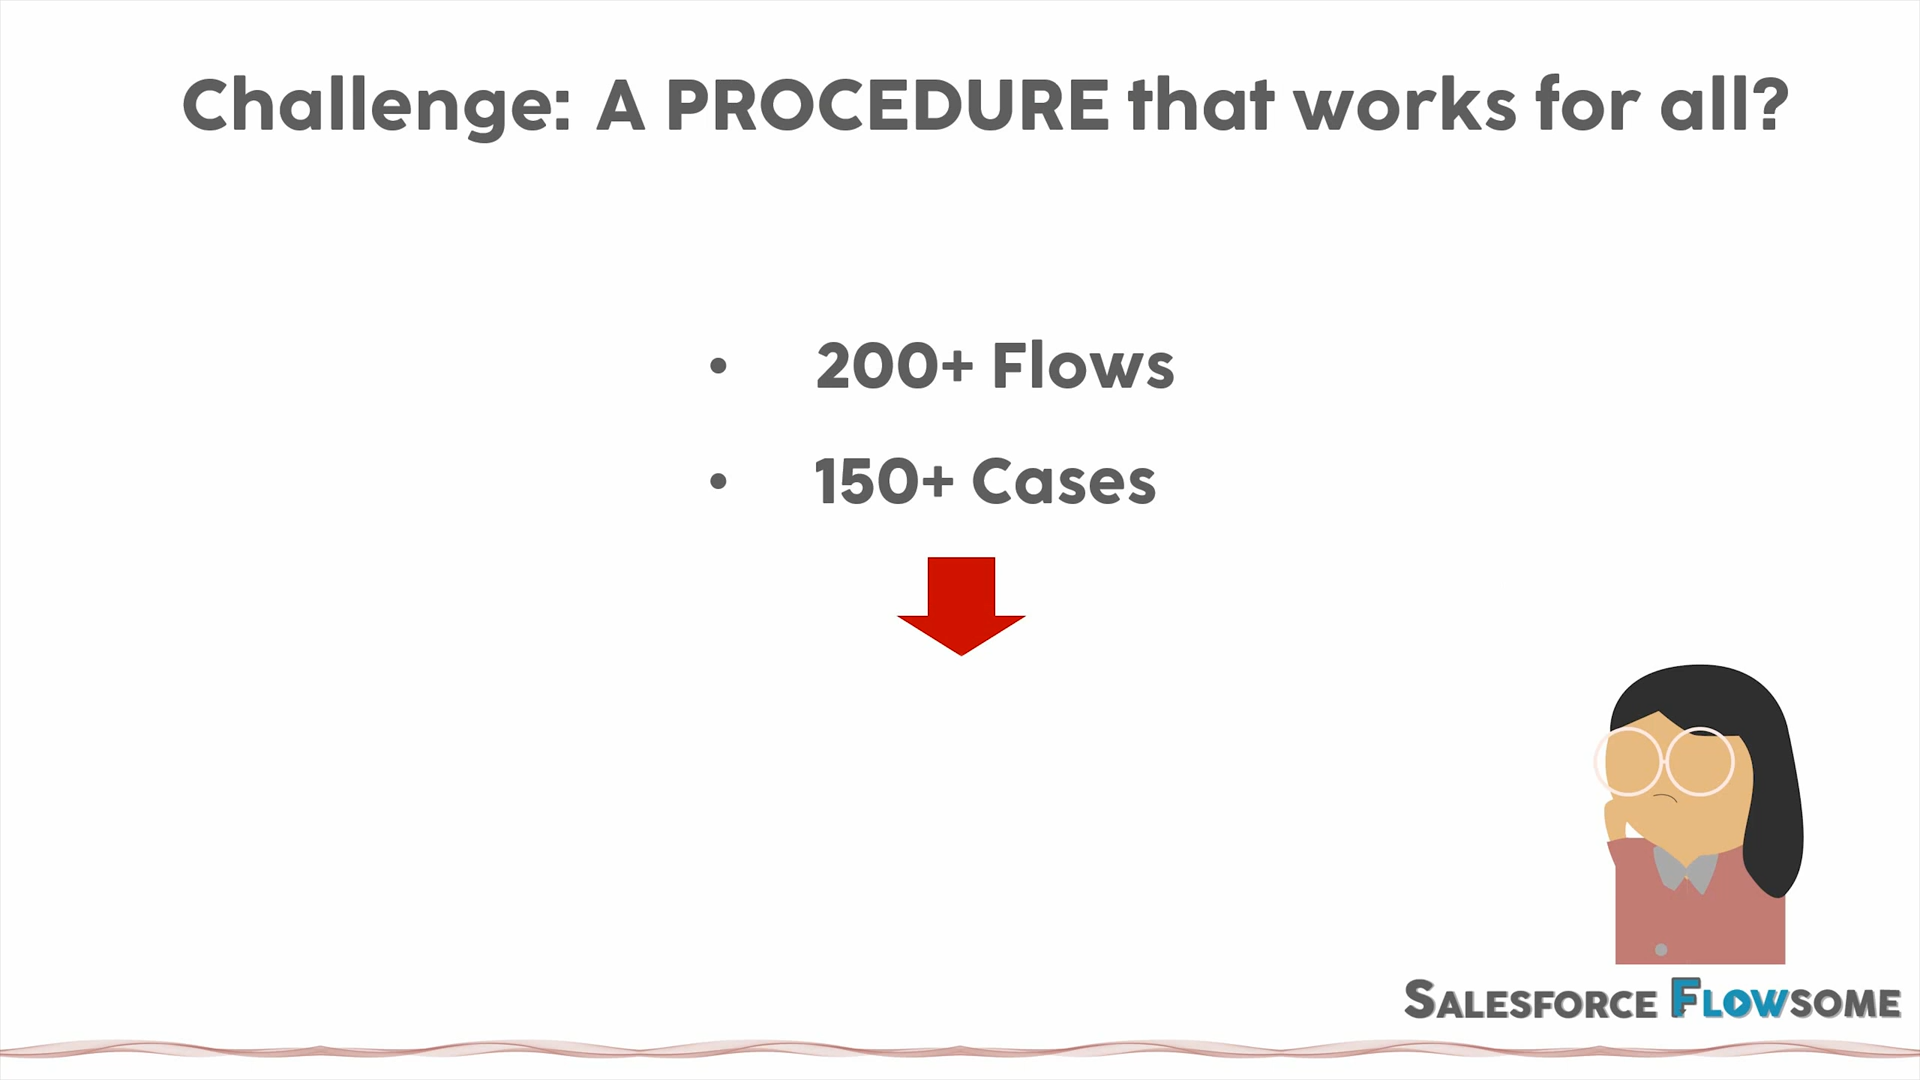 Challenge: A PROCEDURE that works for all?
• 200+ Flows
• 150+ Cases
SALESFORCE FLOWSOME